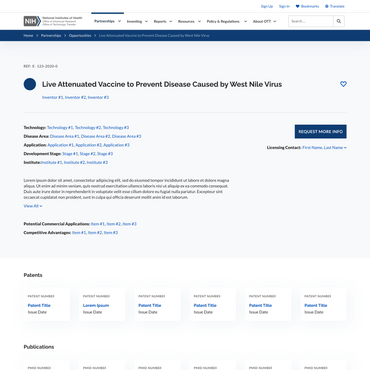 Sign Up Sign In Bookmarks Translate
NIH National Institutes of Health
Office of Intramural Research
Office of Technology Transfer
Partnerships Inventing Reports Resources Policy & Regulations About OTT Search...
Home > Partnerships > Opportunities > Live Attenuated Vaccine to Prevent Disease Caused by West Nile Virus
Live Attenuated Vaccine to Prevent Disease Caused by West Nile Virus
Inventor #1, Inventor #2, Inventor #3
Technology: Technology #1, Technology #2, Technology #3
Disease Area: Disease Area #1, Disease Area #2, Disease Area #3
Application: Application #1, Application #2, Application #3
Development Stage: Stage #1, Stage #2, Stage #3
Institute: Institute #1, Institute #2, Institute #3
REQUEST MORE INFO
Licensing Contact: First Name, Last Name
Lorem ipsum dolor sit amet, consectetur adipiscing elit, sed do eiusmod tempor incididunt ut labore et dolore magna
aliqua. Ut enim ad minim veniam, quis nostrud exercitation ullamco laboris nisi ut aliquip ex ea commodo consequat.
Duis aute irure dolor in reprehenderit in voluptate velit esse cillum dolore eu fugiat nulla pariatur. Excepteur sint
occaecat cupidatat non proident, sunt in culpa qui officia deserunt mollit anim id est laborum.
View All
Potential Commercial Applications: Item #1, Item #2, Item #3
Competitive Advantages: Item #1, Item #2, Item #3
Patents
PATENT NUMBER PATENT NUMBER PATENT NUMBER PATENT NUMBER PATENT NUMBER PATENT NUMBER
Patent Title Lorem Ipsum Patent Title Patent Title Patent Title Patent Title
Issue Date Issue Date Issue Date Issue Date Issue Date Issue Date
Publications
PMID NUMBER PMID NUMBER PMID NUMBER PMID NUMBER PMID NUMBER PMID NUMBER